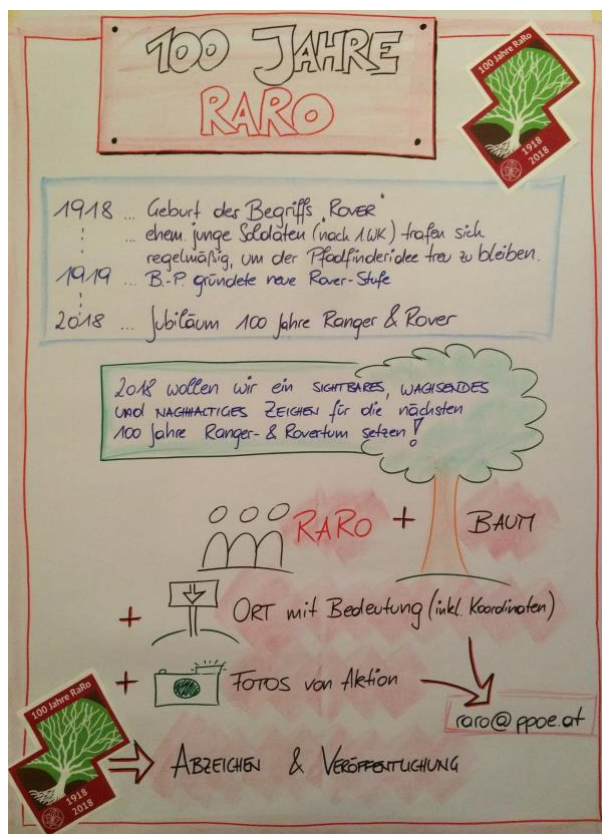 100 JAHRE
RARO
100 Jahre RaRo
1918
2018
1918 ... Geburt des Begriffs „ROVER"
... ehem. junge Soldaten (nach 1.WK) trafen sich
regelmäßig, um der Pfadfinderidee treu zu bleiben.
1919 ... B.-P. gründete neue Rover-Stufe
2018 ... Jubiläum 100 Jahre Ranger & Rover
2018 wollen wir ein SICHTBARES, WACHSENDES
UND NACHHALTIGES ZEICHEN für die nächsten
100 Jahre Ranger- & Rovertum setzen!
RARO + BAUM
+ ORT mit Bedeutung (inkl. Koordinaten)
+ FOTOS von Aktion
raro@ppoe.at
100 Jahre RaRo
1918
2018
ABZEICHEN & VERÖFFENTLICHUNG